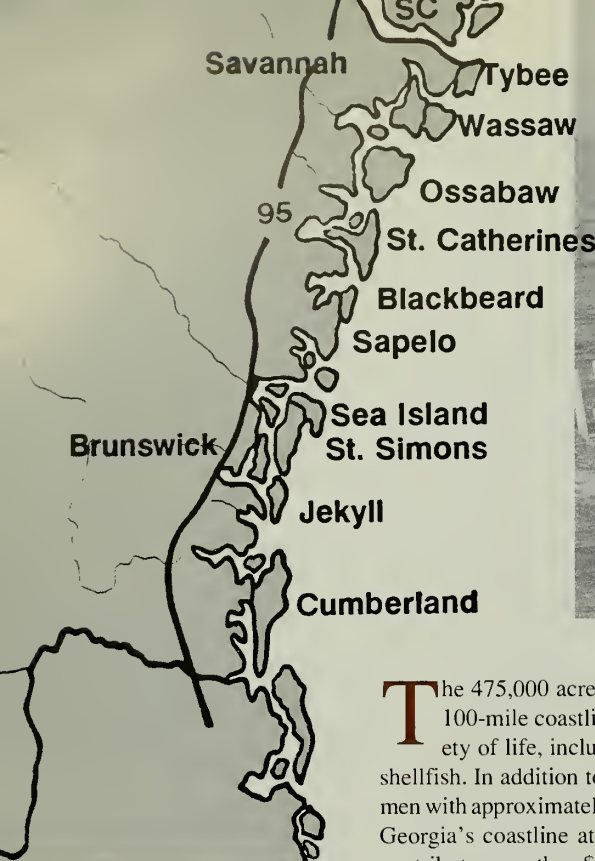 SC
Savannah
Tybee
Wassaw
Ossabaw
95
St. Catherines
Blackbeard
Sapelo
Sea Island
Brunswick
St. Simons
Jekyll
Cumberland
The 475,000 acre
100-mile coastli
ety of life, inclu
shellfish. In addition to
men with approximatel
Georgia's coastline at